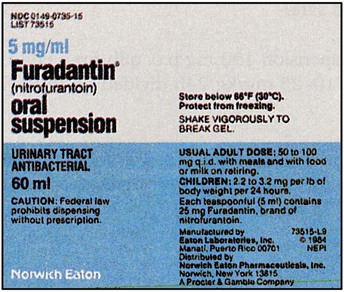 NDC 0149-0735-15
LIST 73515
5 mg/ml
Furadantin®
(nitrofurantoin)
oral
suspension
Store below 86°F (30°C).
Protect from freezing.
SHAKE VIGOROUSLY TO
BREAK GEL.
URINARY TRACT
ANTIBACTERIAL
60 ml
CAUTION: Federal law
prohibits dispensing
without prescription.
Norwich Eaton
USUAL ADULT DOSE: 50 to 100
mg q.i.d. with meals and with food
or milk on retiring.
CHILDREN: 2.2 to 3.2 mg per lb of
body weight per 24 hours.
Each teaspoonful (5 ml) contains
25 mg Furadantin, brand of
nitrofurantoin.
Manufactured by 73515-L9
Eaton Laboratories, Inc. © 1984
Manati, Puerto Rico 00701 NEPI
Distributed by
Norwich Eaton Pharmaceuticals, Inc.
Norwich, New York 13815
A Procter & Gamble Company